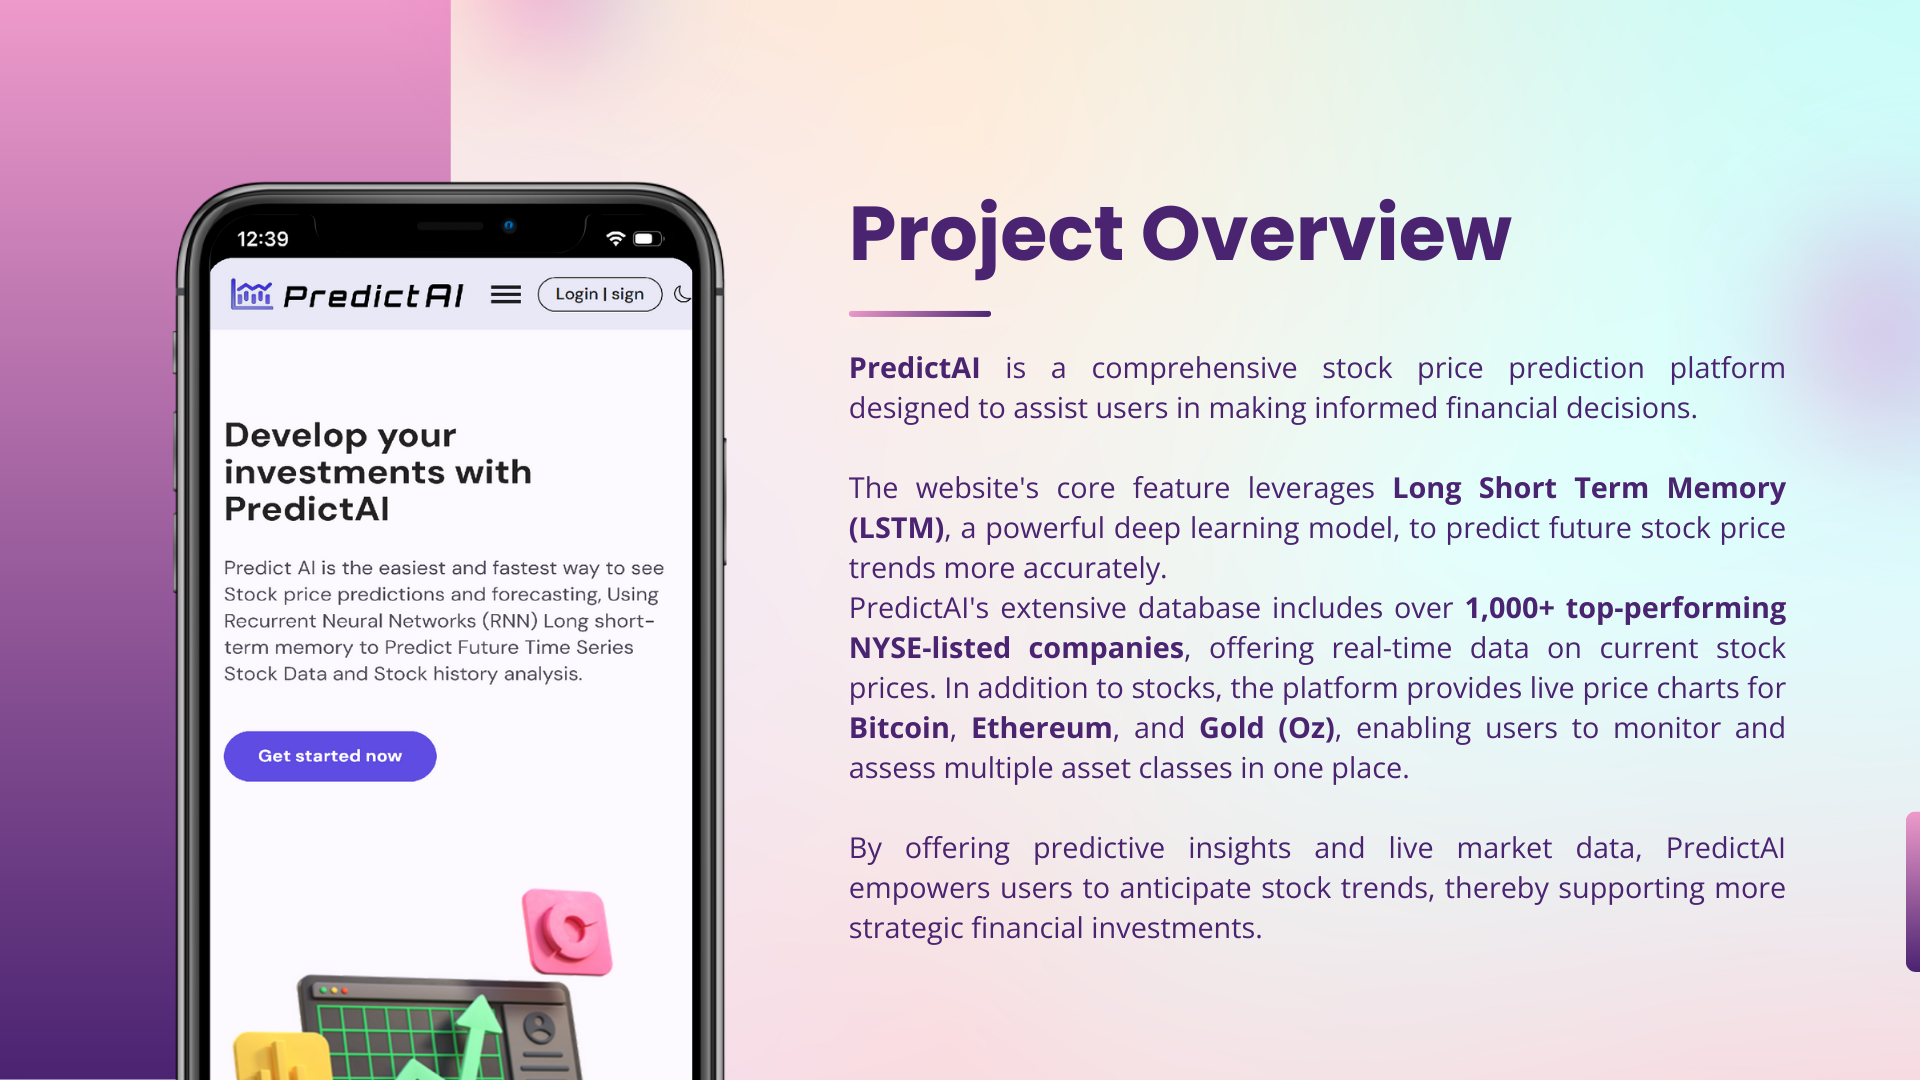 12:39
PredictAI
Login | sign
Develop your
investments with
PredictAI
Predict AI is the easiest and fastest way to see
Stock price predictions and forecasting, Using
Recurrent Neural Networks (RNN) Long short-
term memory to Predict Future Time Series
Stock Data and Stock history analysis.
Get started now
Project Overview
PredictAI is a comprehensive stock price prediction platform
designed to assist users in making informed financial decisions.
The website's core feature leverages Long Short Term Memory
(LSTM), a powerful deep learning model, to predict future stock price
trends more accurately.
PredictAI's extensive database includes over 1,000+ top-performing
NYSE-listed companies, offering real-time data on current stock
prices. In addition to stocks, the platform provides live price charts for
Bitcoin, Ethereum, and Gold (Oz), enabling users to monitor and
assess multiple asset classes in one place.
By offering predictive insights and live market data, PredictAI
empowers users to anticipate stock trends, thereby supporting more
strategic financial investments.